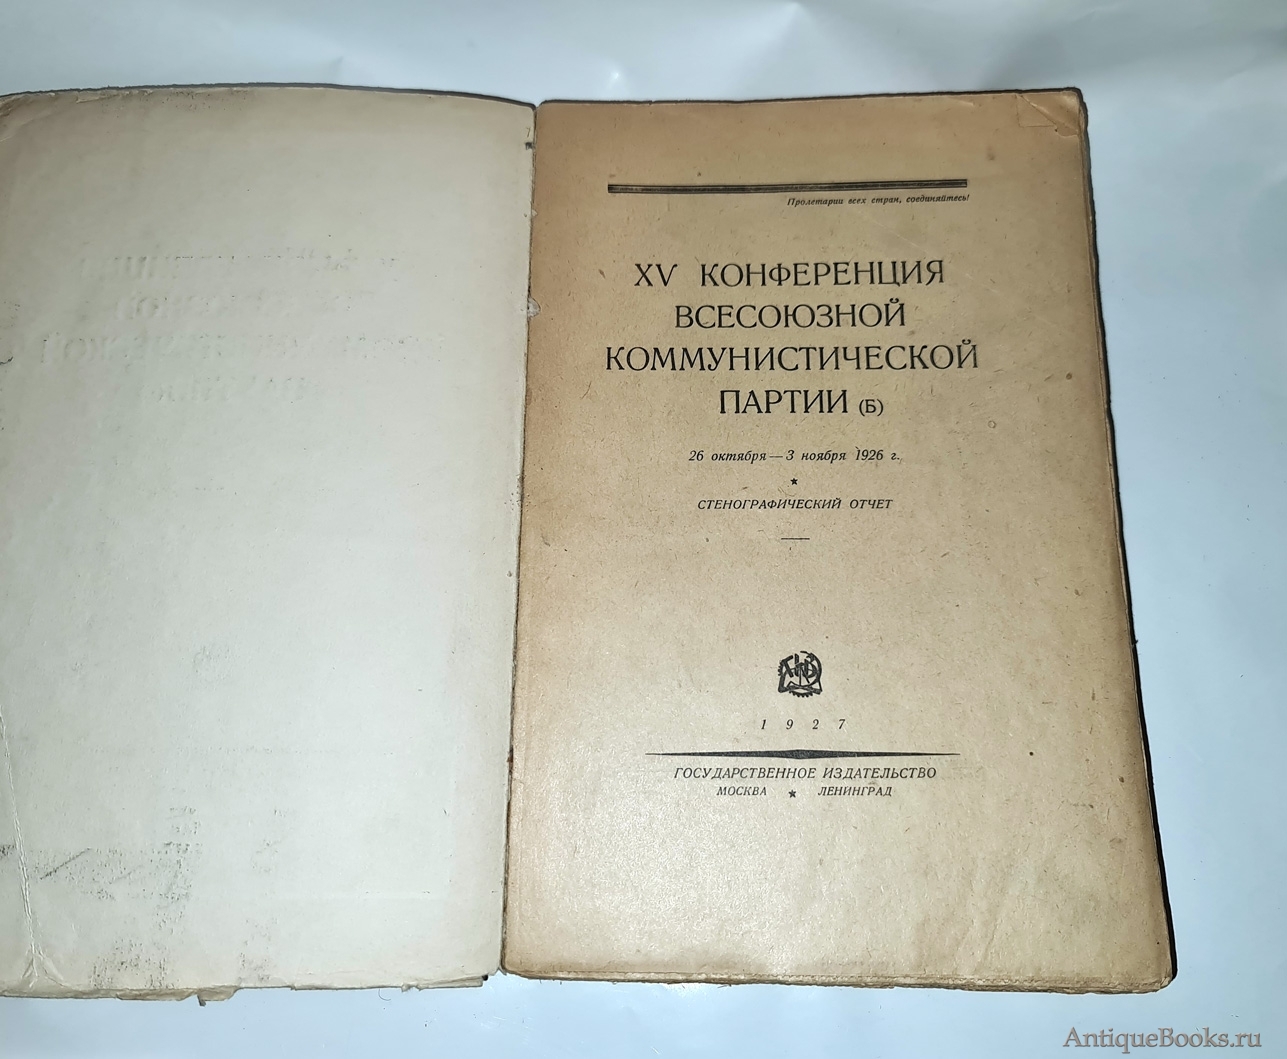 Пролетарии всех стран, соединяйтесь!
XV КОНФЕРЕНЦИЯ
ВСЕСОЮЗНОЙ
КОММУНИСТИЧЕСКОЙ
ПАРТИИ (Б)
26 октября — 3 ноября 1926 г.
СТЕНОГРАФИЧЕСКИЙ ОТЧЕТ
1927
ГОСУДАРСТВЕННОЕ ИЗДАТЕЛЬСТВО
МОСКВА ★ ЛЕНИНГРАД
AntiqueBooks.ru